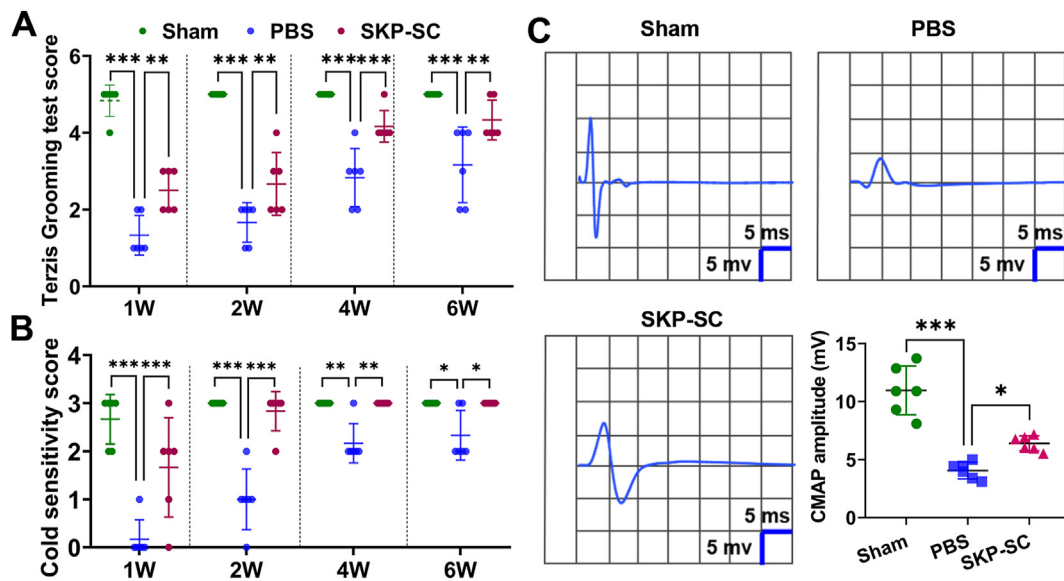 A
Sham
PBS
SKP-SC
Terzis Grooming test score
6
4
2
0
*** **
*** **
*** ***
*** **
1W
2W
4W
6W
B
Cold sensitivity score
4
3
2
1
0
*** ***
*** ***
** **
* *
1W
2W
4W
6W
C
Sham
5 ms
5 mv
PBS
5 ms
5 mv
SKP-SC
5 ms
5 mv
CMAP amplitude (mV)
15
10
5
0
***
*
Sham
PBS
SKP-SC